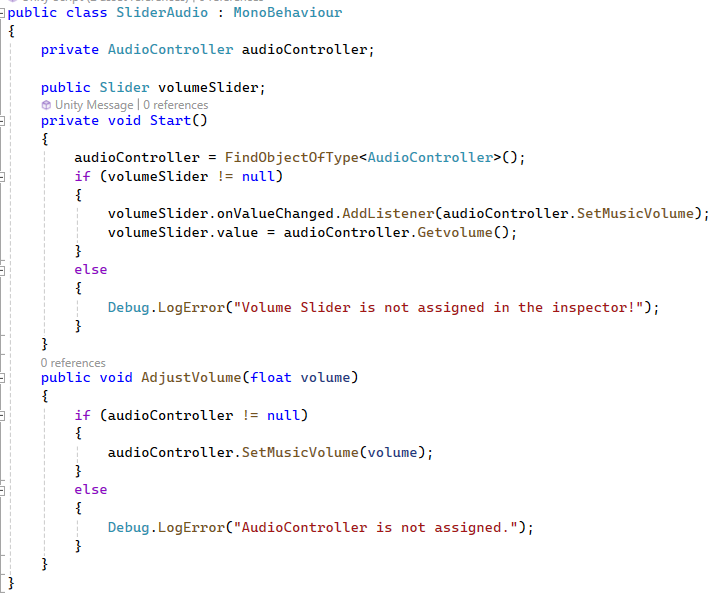 public class SliderAudio : MonoBehaviour
{
private AudioController audioController;
public Slider volumeSlider;
Unity Message | 0 references
private void Start()
{
audioController = FindObjectOfType<AudioController>();
if (volumeSlider != null)
{
volumeSlider.onValueChanged.AddListener(audioController.SetMusicVolume);
volumeSlider.value = audioController.Getvolume();
}
else
{
Debug.LogError("Volume Slider is not assigned in the inspector!");
}
}
0 references
public void AdjustVolume(float volume)
{
if (audioController != null)
{
audioController.SetMusicVolume(volume);
}
else
{
Debug.LogError("AudioController is not assigned.");
}
}
}